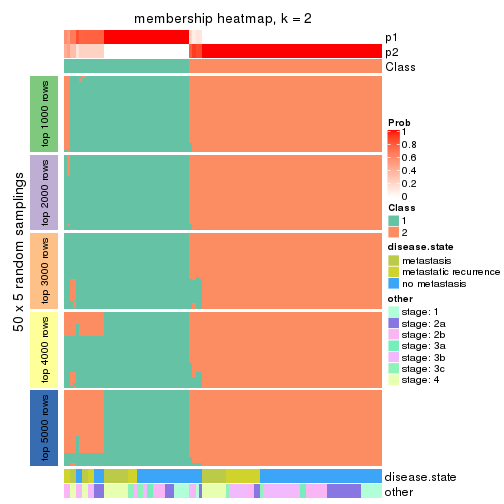 membership heatmap, k = 2
p1
p2
Class
50 x 5 random samplings
top 1000 rows
top 2000 rows
top 3000 rows
top 4000 rows
top 5000 rows
disease.state
other
Prob
1
0.8
0.6
0.4
0.2
0
Class
1
2
disease.state
metastasis
metastatic recurrence
no metastasis
other
stage: 1
stage: 2a
stage: 2b
stage: 3a
stage: 3b
stage: 3c
stage: 4